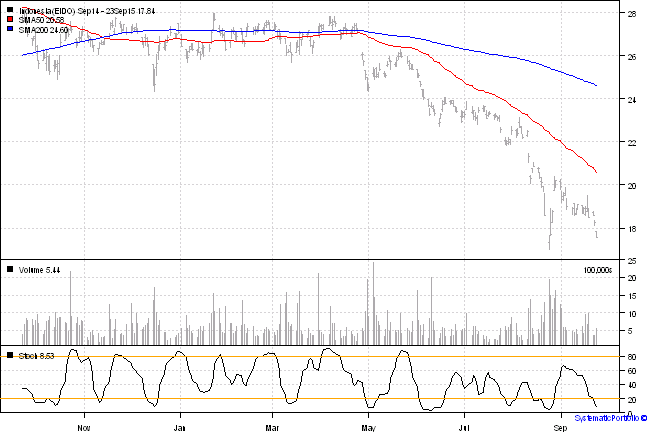 Indonesia(EIDO) Sep14 - 23Sep15 17.84
SMA50 20.58
SMA200 24.60
28
26
24
22
20
18
Volume 5.44
100,000s
25
20
15
10
5
Stoch 8.53
80
60
40
20
0
Nov Jan Mar May Jul Sep
SystematicPortfolio ©